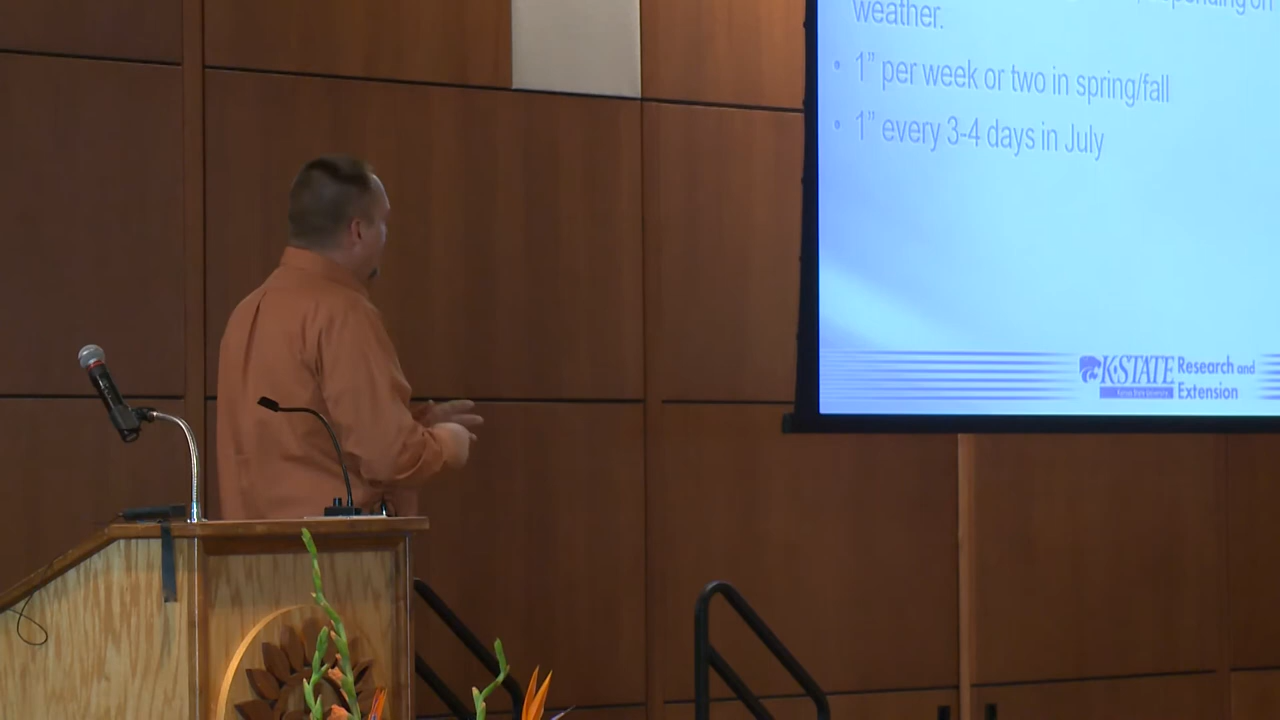 on
weather.
• 1” per week or two in spring/fall
• 1” every 3-4 days in July
K-STATE
Research and
Extension